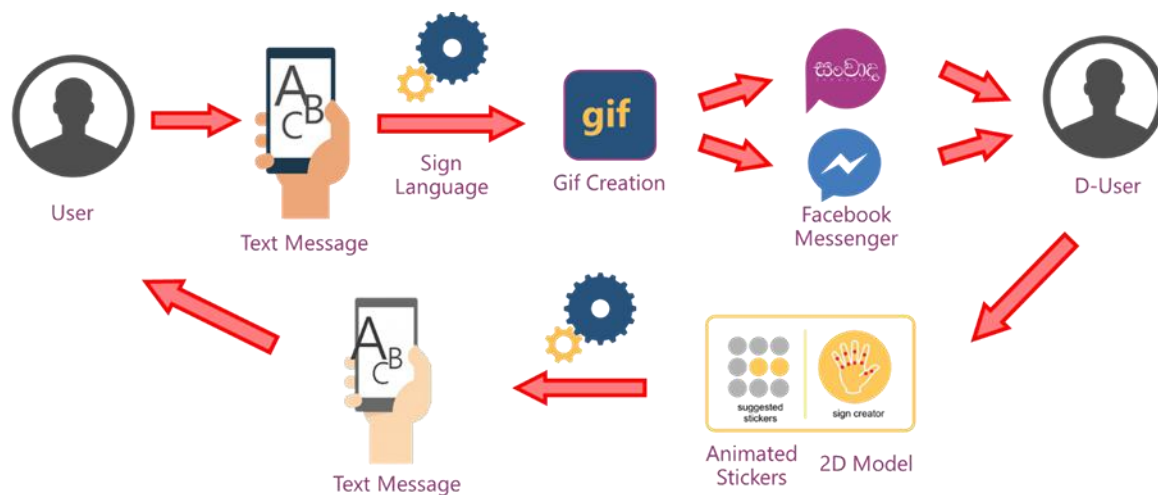 A
B
C
gif
සංවාද
Sign
Language
Gif Creation
User
Text Message
Facebook
Messenger
D-User
A
B
C
suggested
stickers
sign creator
Animated
Stickers
2D Model
Text Message